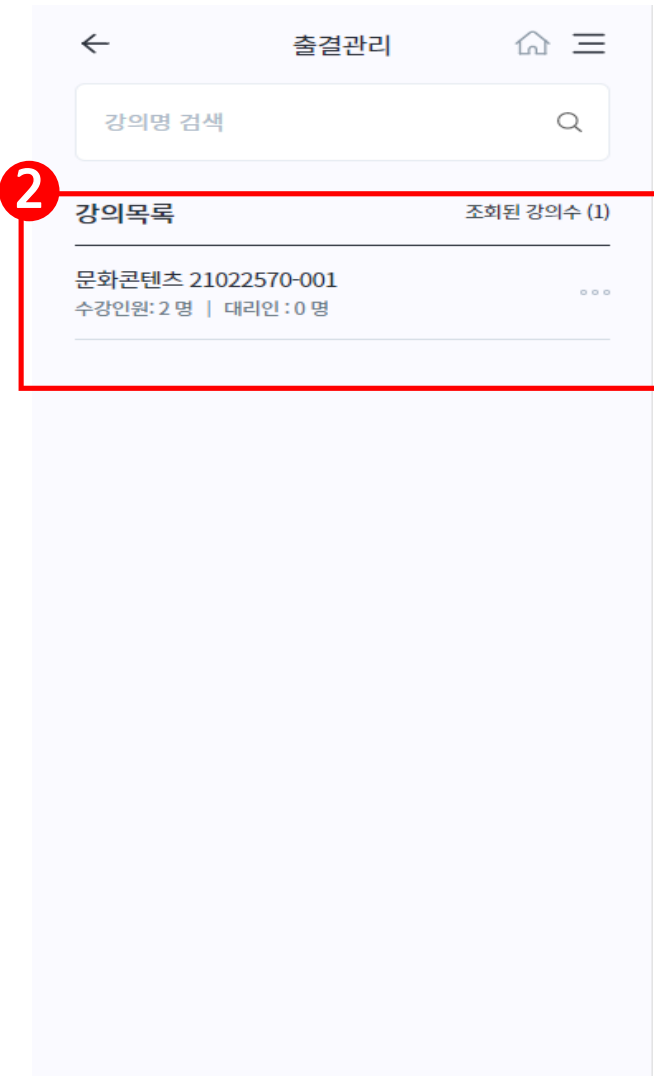 출결관리
강의명 검색
2
강의목록 조회된 강의수 (1)
문화콘텐츠 21022570-001
수강인원: 2 명 | 대리인 : 0 명